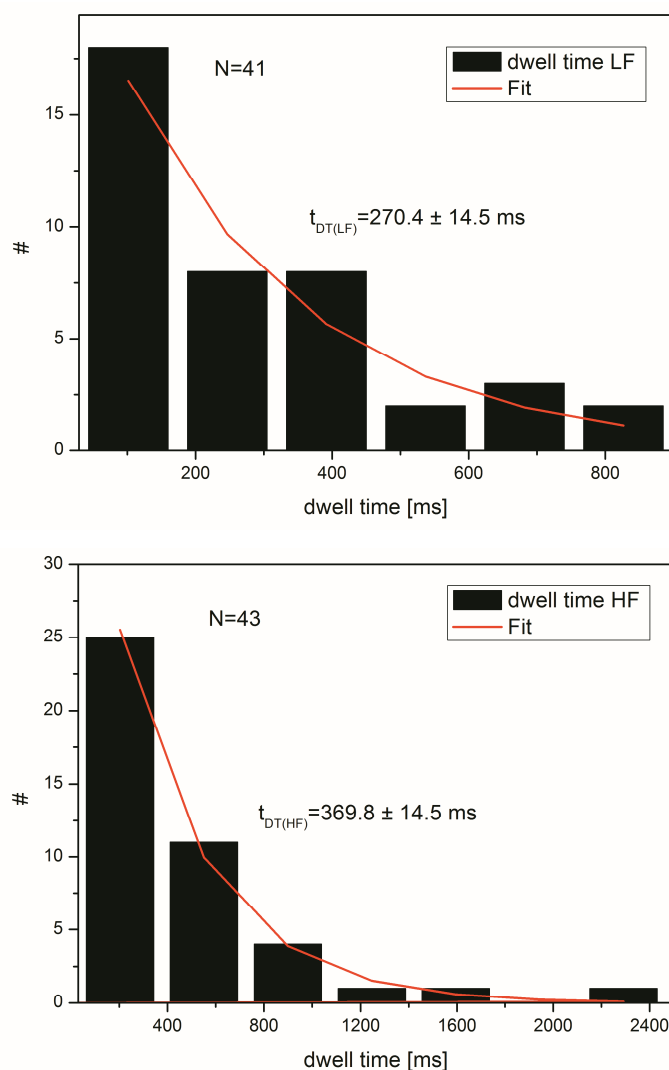 N=41
dwell time LF
Fit
t_DT(LF)=270.4 ± 14.5 ms
#
15
10
5
0
200 400 600 800
dwell time [ms]
30
25
20
15
10
5
0
N=43
dwell time HF
Fit
t_DT(HF)=369.8 ± 14.5 ms
#
400 800 1200 1600 2000 2400
dwell time [ms]